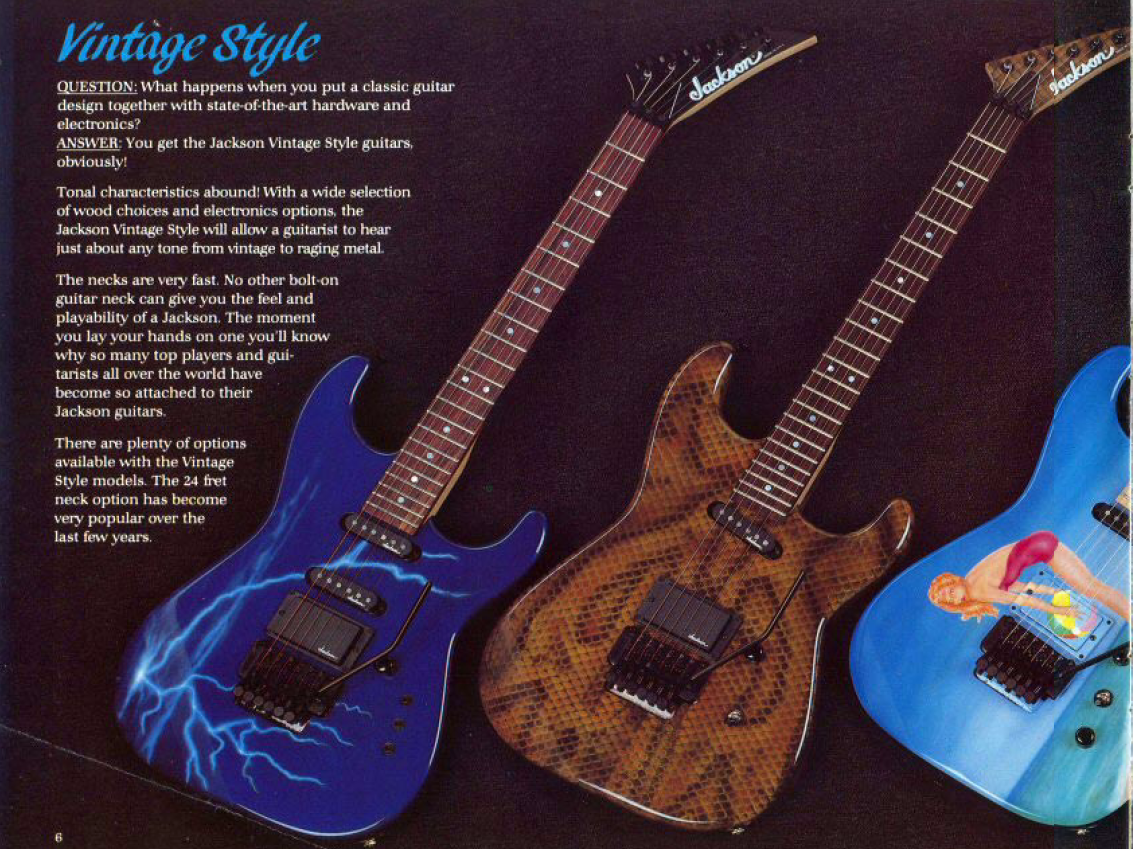 Vintage Style
QUESTION: What happens when you put a classic guitar
design together with state-of-the-art hardware and
electronics?
ANSWER: You get the Jackson Vintage Style guitars,
obviously!
Tonal characteristics abound! With a wide selection
of wood choices and electronics options, the
Jackson Vintage Style will allow a guitarist to hear
just about any tone from vintage to raging metal.
The necks are very fast. No other bolt-on
guitar neck can give you the feel and
playability of a Jackson. The moment
you lay your hands on one you'll know
why so many top players and gui-
tarists all over the world have
become so attached to their
Jackson guitars.
There are plenty of options
available with the Vintage
Style models. The 24 fret
neck option has become
very popular over the
last few years.
6
Jackson
Jackson
Jackson
Jackson
Jackson
Jackson